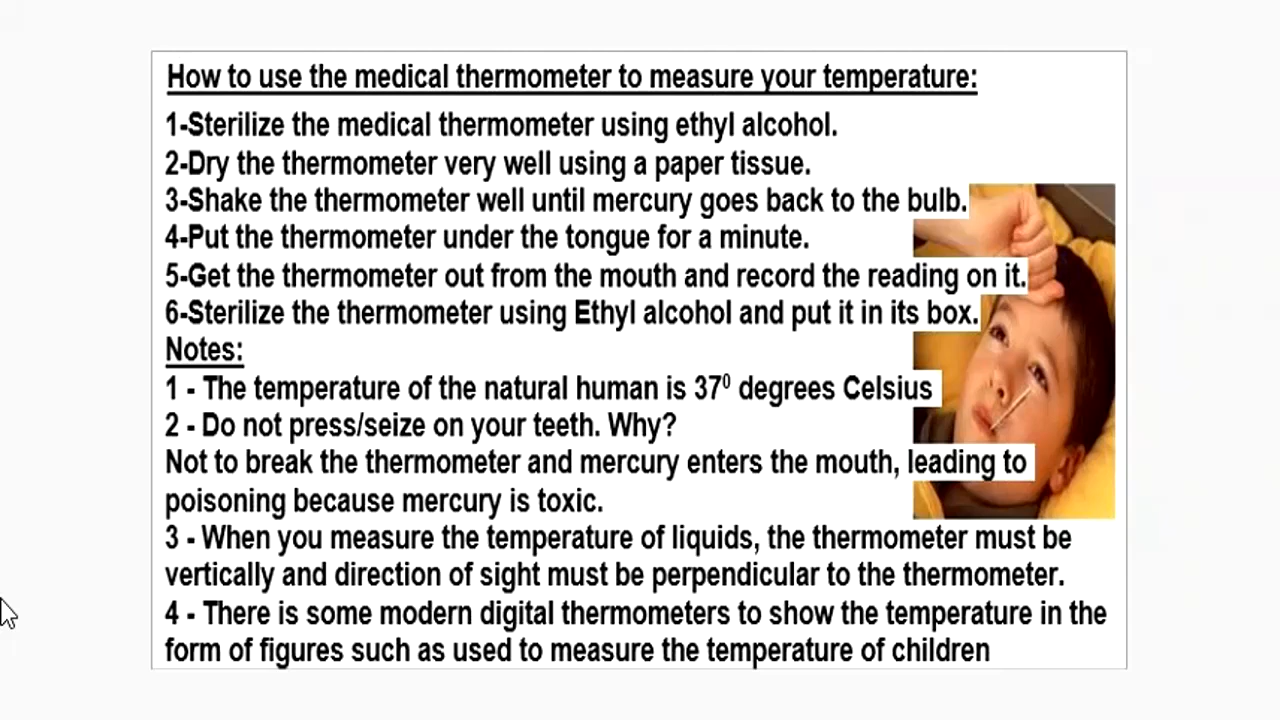 How to use the medical thermometer to measure your temperature:
1-Sterilize the medical thermometer using ethyl alcohol.
2-Dry the thermometer very well using a paper tissue.
3-Shake the thermometer well until mercury goes back to the bulb.
4-Put the thermometer under the tongue for a minute.
5-Get the thermometer out from the mouth and record the reading on it.
6-Sterilize the thermometer using Ethyl alcohol and put it in its box.
Notes:
1 - The temperature of the natural human is 37⁰ degrees Celsius
2 - Do not press/seize on your teeth. Why?
Not to break the thermometer and mercury enters the mouth, leading to
poisoning because mercury is toxic.
3 - When you measure the temperature of liquids, the thermometer must be
vertically and direction of sight must be perpendicular to the thermometer.
4 - There is some modern digital thermometers to show the temperature in the
form of figures such as used to measure the temperature of children